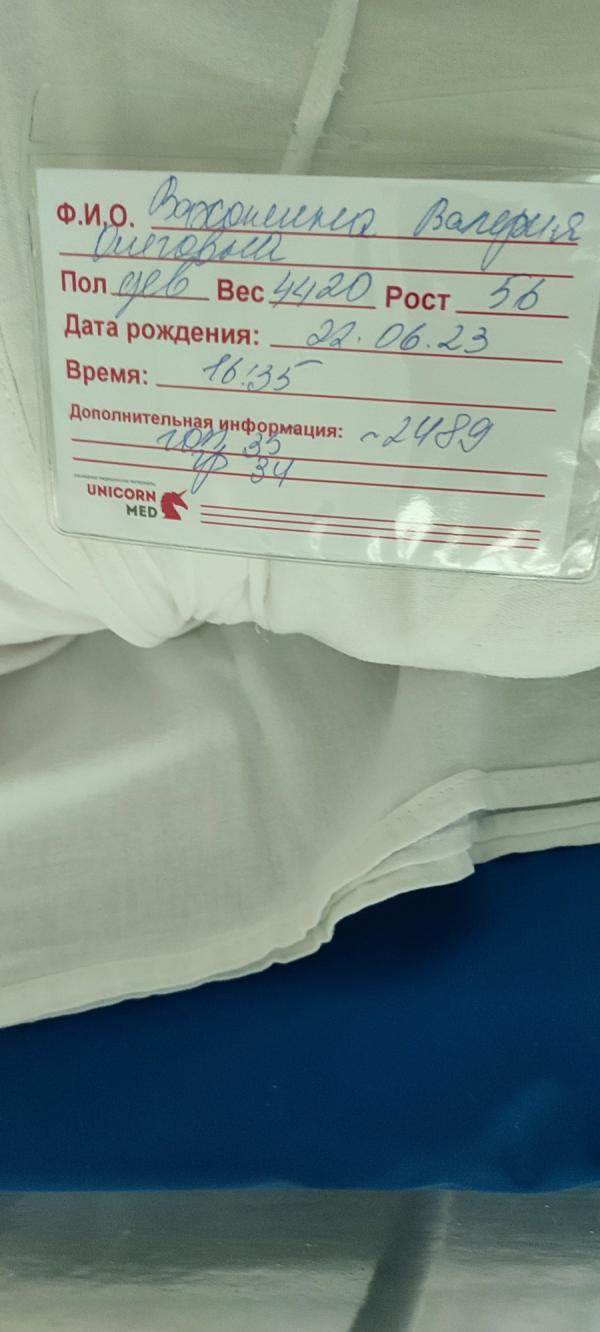 Ф.И.О. Валерия
Олеговна
Пол дев Вес 4420 Рост 56
Дата рождения: 22.06.23
Время: 16:35
Дополнительная информация: ~2489
гол 35
гр 34
UNICORN
MED